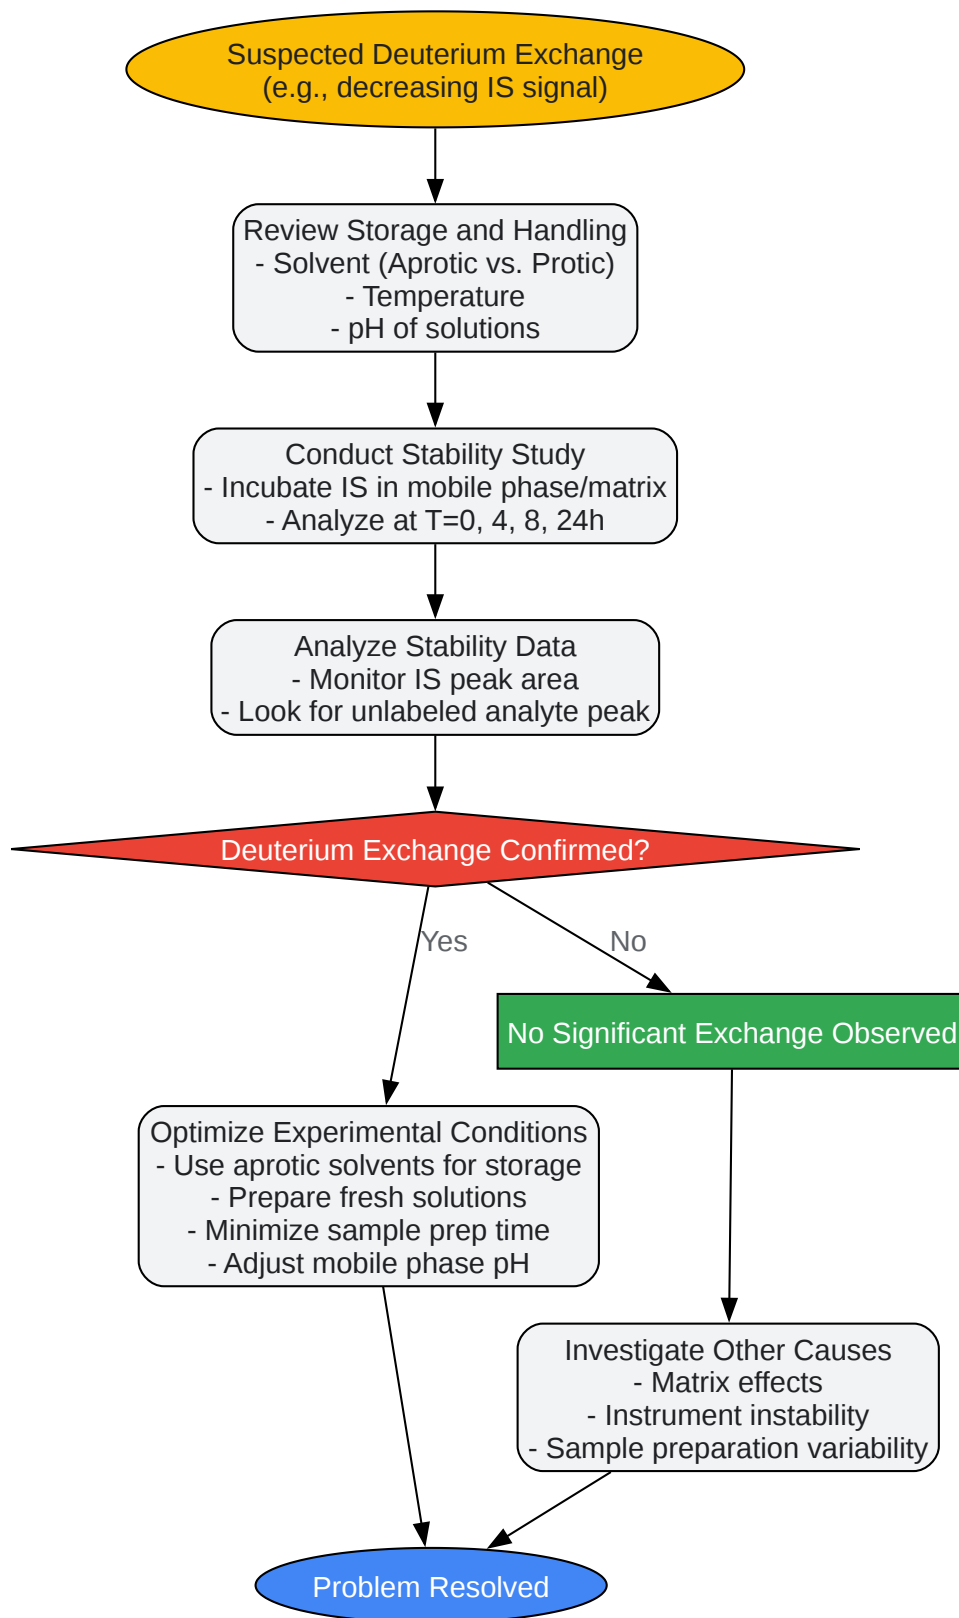 Suspected Deuterium Exchange
(e.g., decreasing IS signal)
Review Storage and Handling
- Solvent (Aprotic vs. Protic)
- Temperature
- pH of solutions
Conduct Stability Study
- Incubate IS in mobile phase/matrix
- Analyze at T=0, 4, 8, 24h
Analyze Stability Data
- Monitor IS peak area
- Look for unlabeled analyte peak
Deuterium Exchange Confirmed?
Yes
No
No Significant Exchange Observed
Optimize Experimental Conditions
- Use aprotic solvents for storage
- Prepare fresh solutions
- Minimize sample prep time
- Adjust mobile phase pH
Investigate Other Causes
- Matrix effects
- Instrument instability
- Sample preparation variability
Problem Resolved